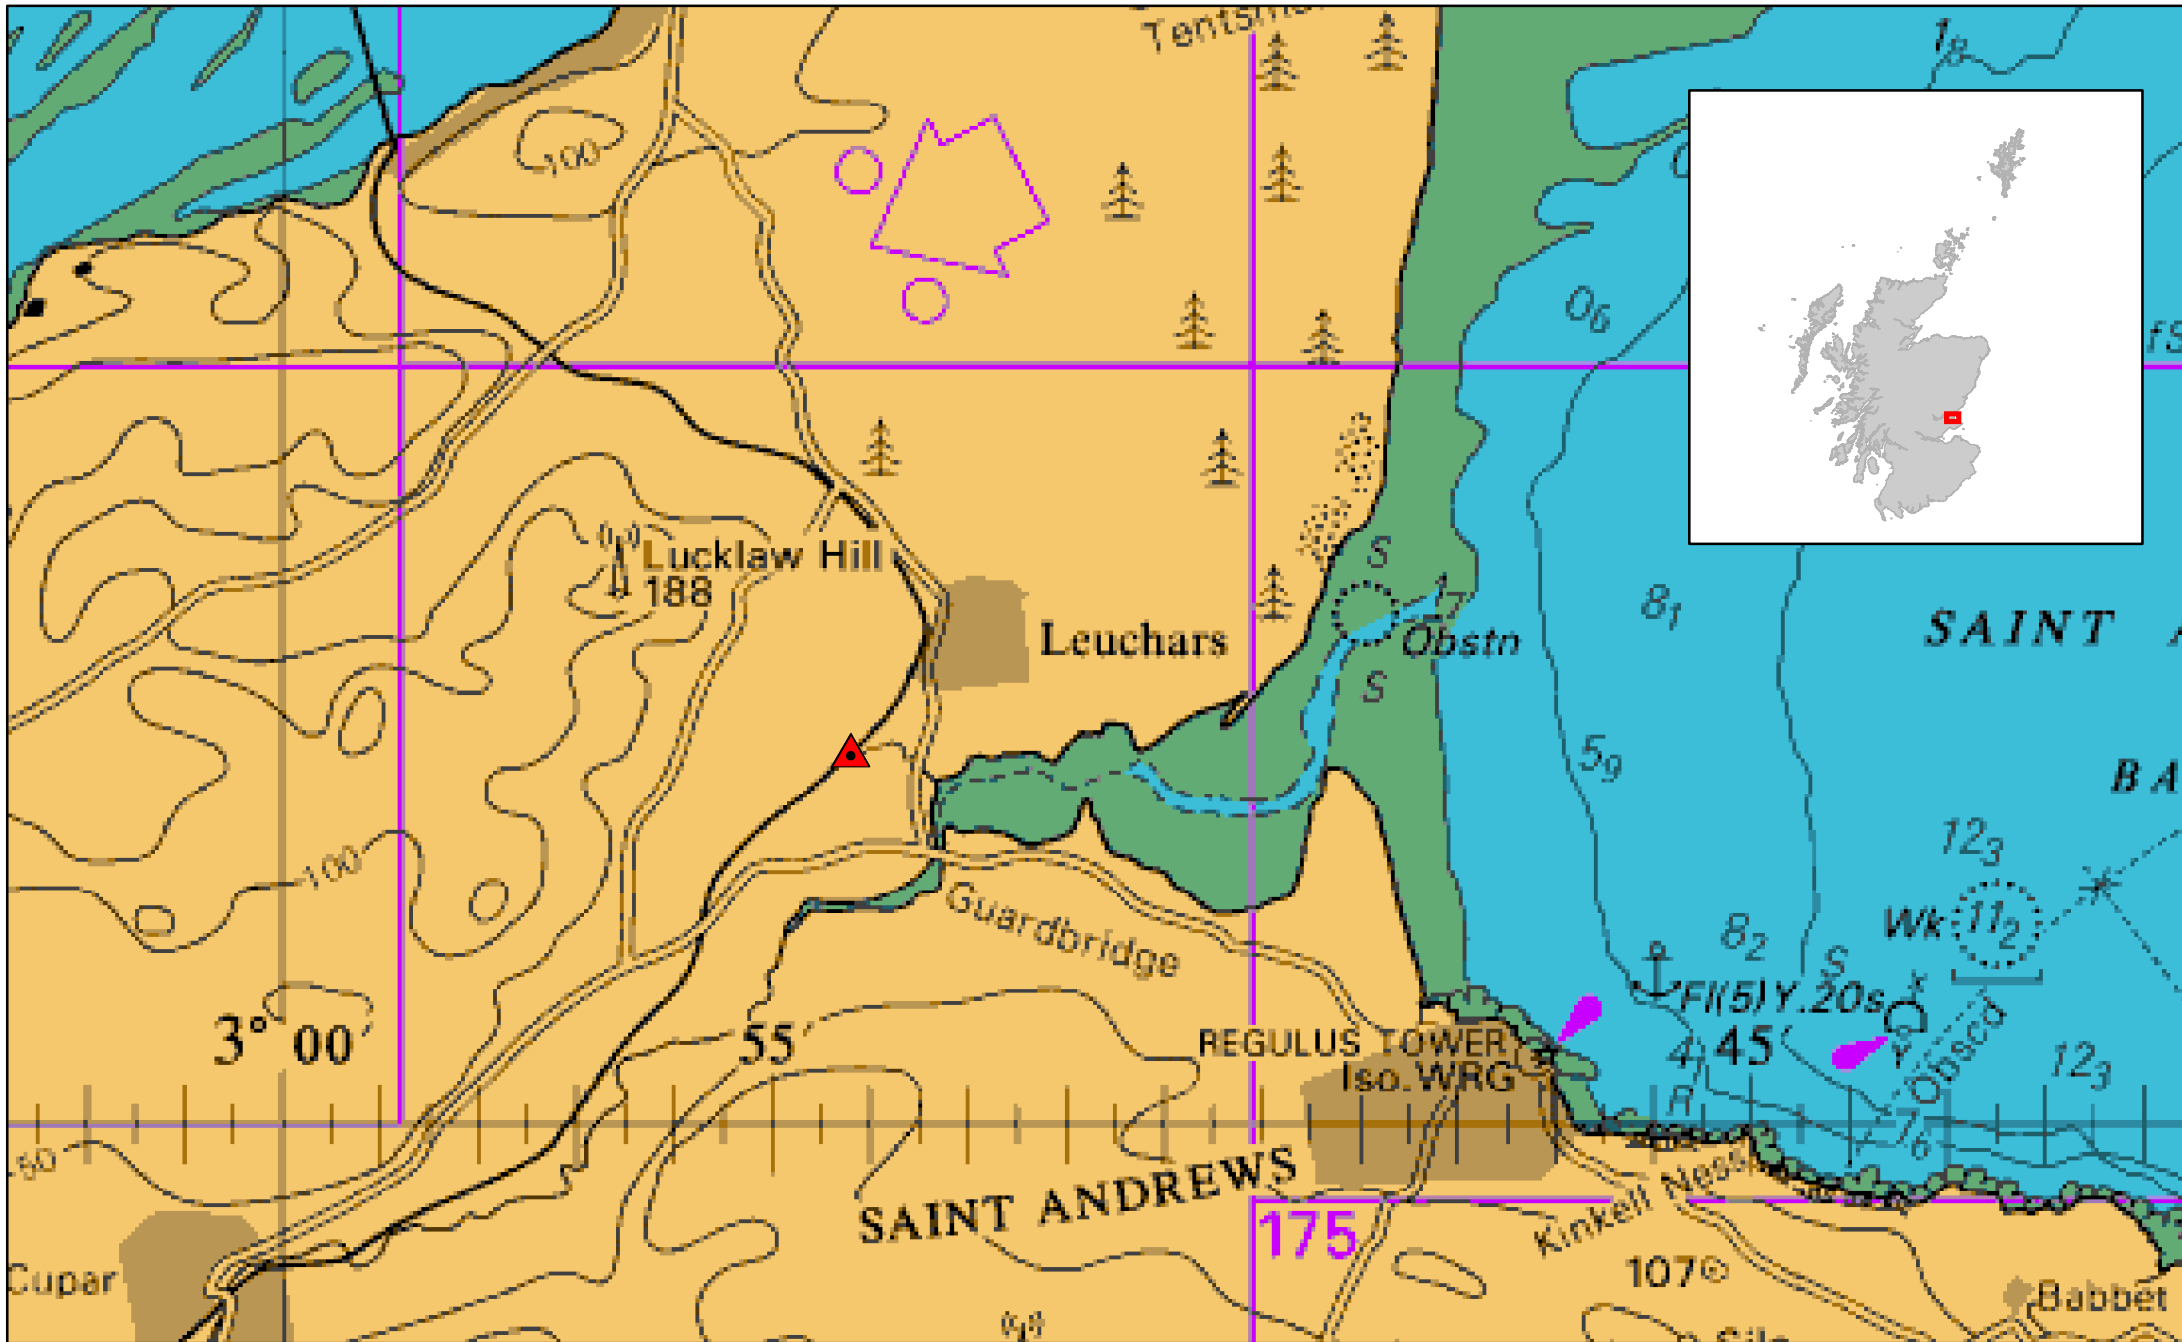 1₈
100
0₆
fS
Lucklaw Hill
188
S
8₁
SAINT
Leuchars
Obstn
S
5₉
BA
12₃
100
Guardbridge
Wk 11₂
8₂
S
Fl(5)Y.20s
3° 00'
55'
REGULUS TOWER
45'
Iso.WRG
Y
Obscd
12₃
R
7₆
SAINT ANDREWS
Kinkell Ness
175
107
Cupar
Babbet